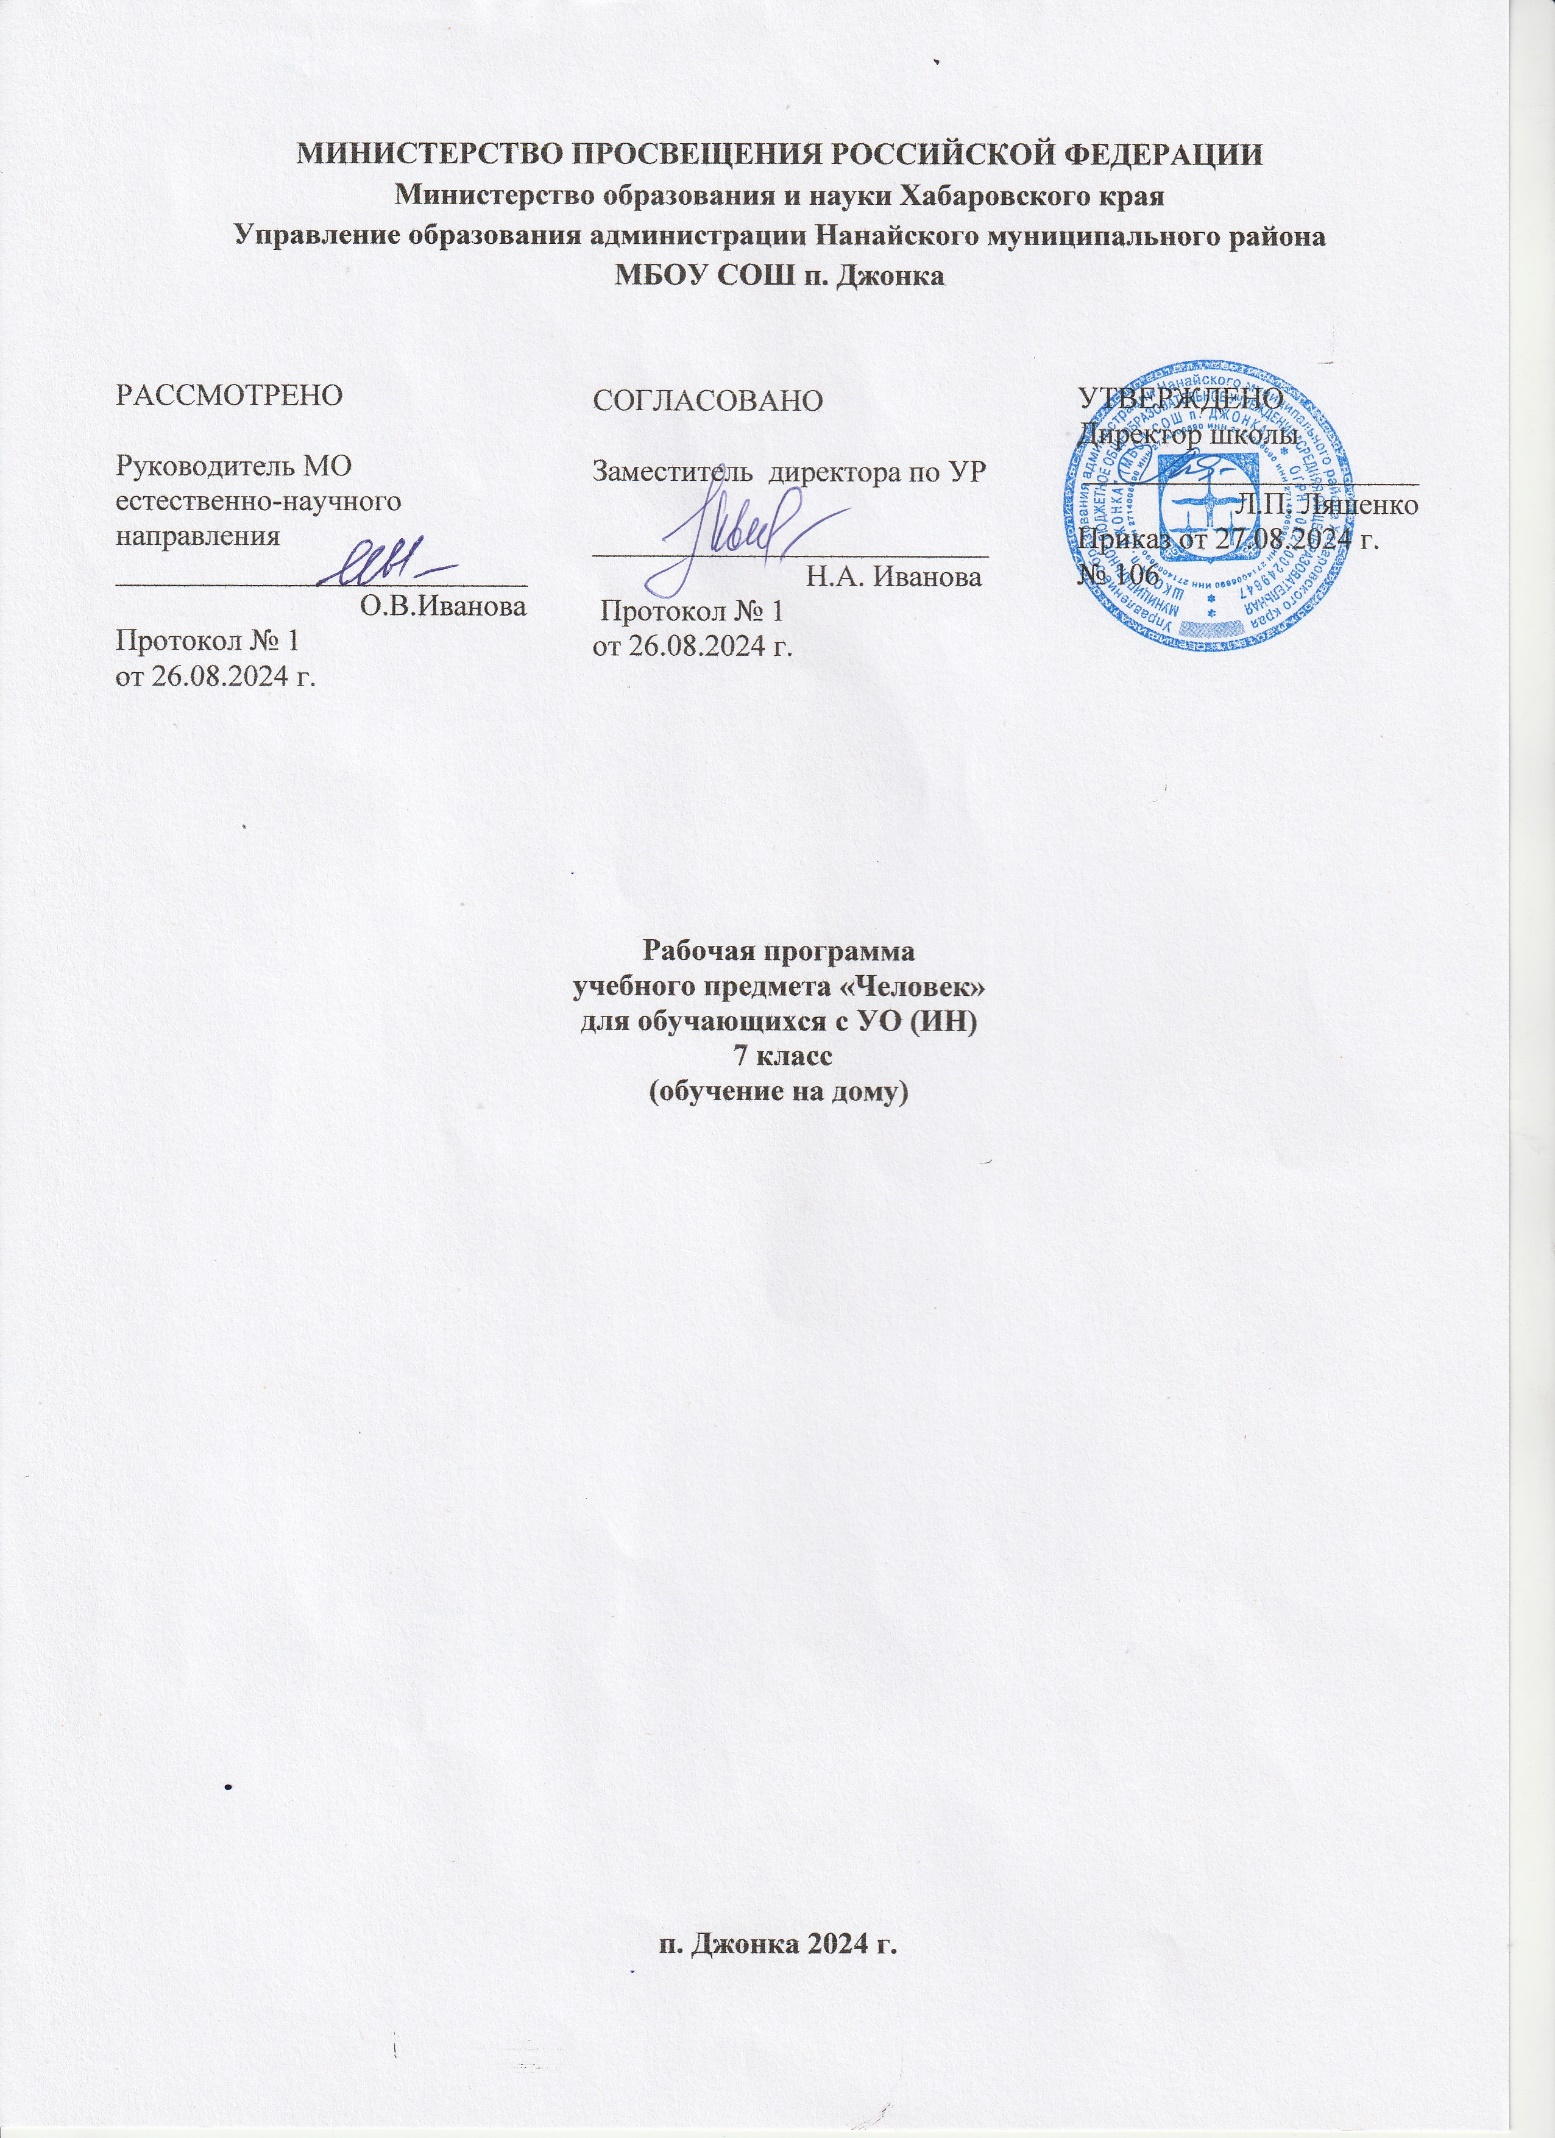 МИНИСТЕРСТВО ПРОСВЕЩЕНИЯ РОССИЙСКОЙ ФЕДЕРАЦИИ
Министерство образования и науки Хабаровского края
Управление образования администрации Нанайского муниципального района
МБОУ СОШ п. Джонка
РАССМОТРЕНО
Руководитель МО
естественно-научного
направления
О.В.Иванова
Протокол № 1
от 26.08.2024 г.
СОГЛАСОВАНО
Заместитель директора по УР
Н.А. Иванова
Протокол № 1
от 26.08.2024 г.
УТВЕРЖДЕНО
Директор школы
Л.П. Ляшенко
Приказ от 27.08.2024 г.
№ 106
Рабочая программа
учебного предмета «Человек»
для обучающихся с УО (ИН)
7 класс
(обучение на дому)
п. Джонка 2024 г.